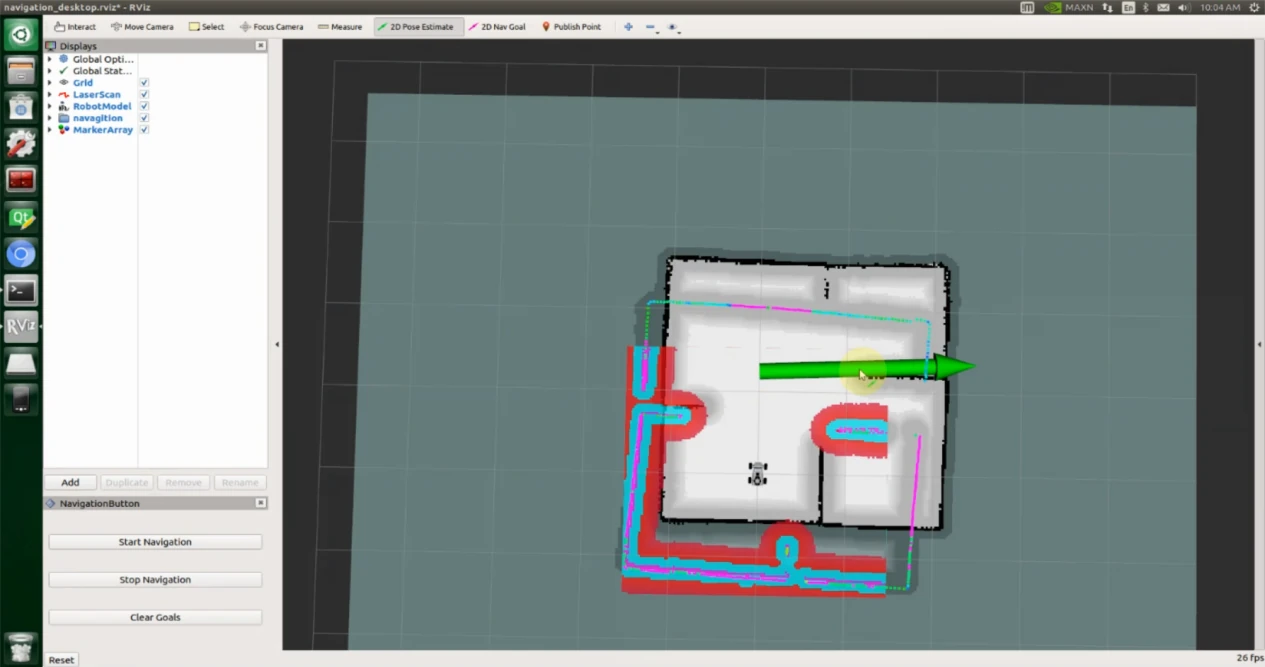 navigation_desktop.rviz* - RViz
MAXN En 10:04 AM
Interact Move Camera Select Focus Camera Measure 2D Pose Estimate 2D Nav Goal Publish Point
Displays
Global Opti...
Global Stat...
Grid
LaserScan
RobotModel
navagition
MarkerArray
Qt
RViz
Add Duplicate Remove Rename
NavigationButton
Start Navigation
Stop Navigation
Clear Goals
Reset
26 fps